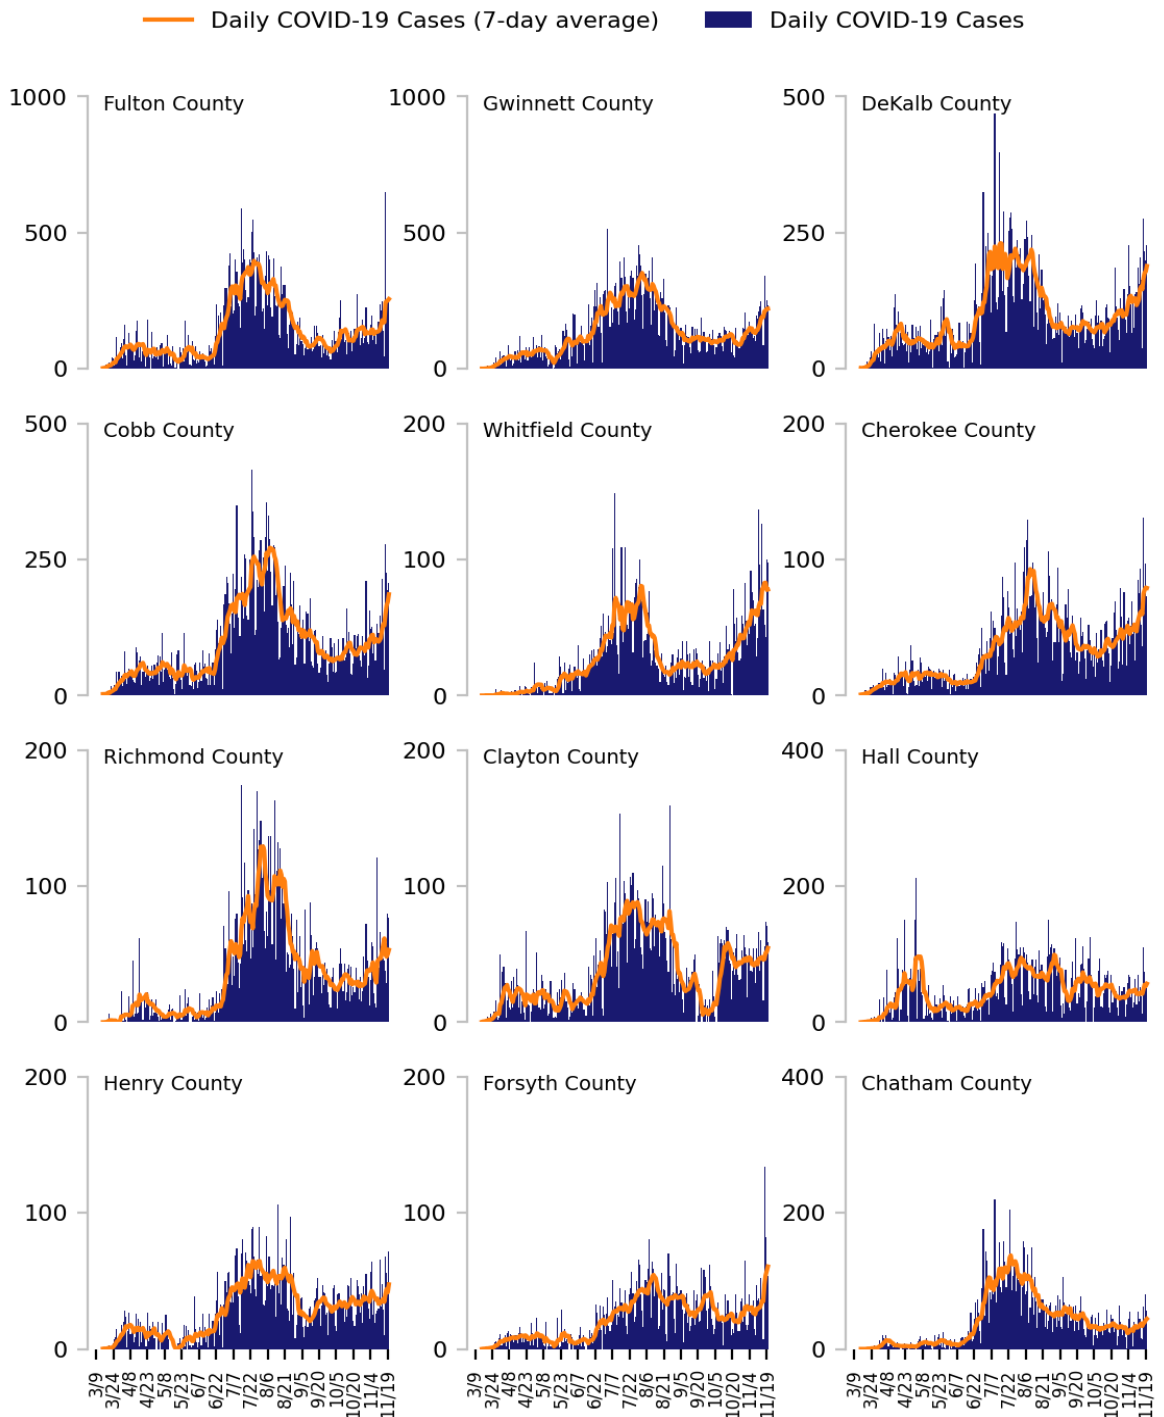 Daily COVID-19 Cases (7-day average) Daily COVID-19 Cases
1000 Fulton County 1000 Gwinnett County 500 DeKalb County
500 500 250
0 0 0
500 Cobb County 200 Whitfield County 200 Cherokee County
250 100 100
0 0 0
200 Richmond County 200 Clayton County 400 Hall County
100 100 200
0 0 0
200 Henry County 200 Forsyth County 400 Chatham County
100 100 200
0 0 0
3/9 3/24 4/8 4/23 5/8 5/23 6/7 6/22 7/7 7/22 8/6 8/21 9/5 9/20 10/5 10/20 11/4 11/19 3/9 3/24 4/8 4/23 5/8 5/23 6/7 6/22 7/7 7/22 8/6 8/21 9/5 9/20 10/5 10/20 11/4 11/19 3/9 3/24 4/8 4/23 5/8 5/23 6/7 6/22 7/7 7/22 8/6 8/21 9/5 9/20 10/5 10/20 11/4 11/19